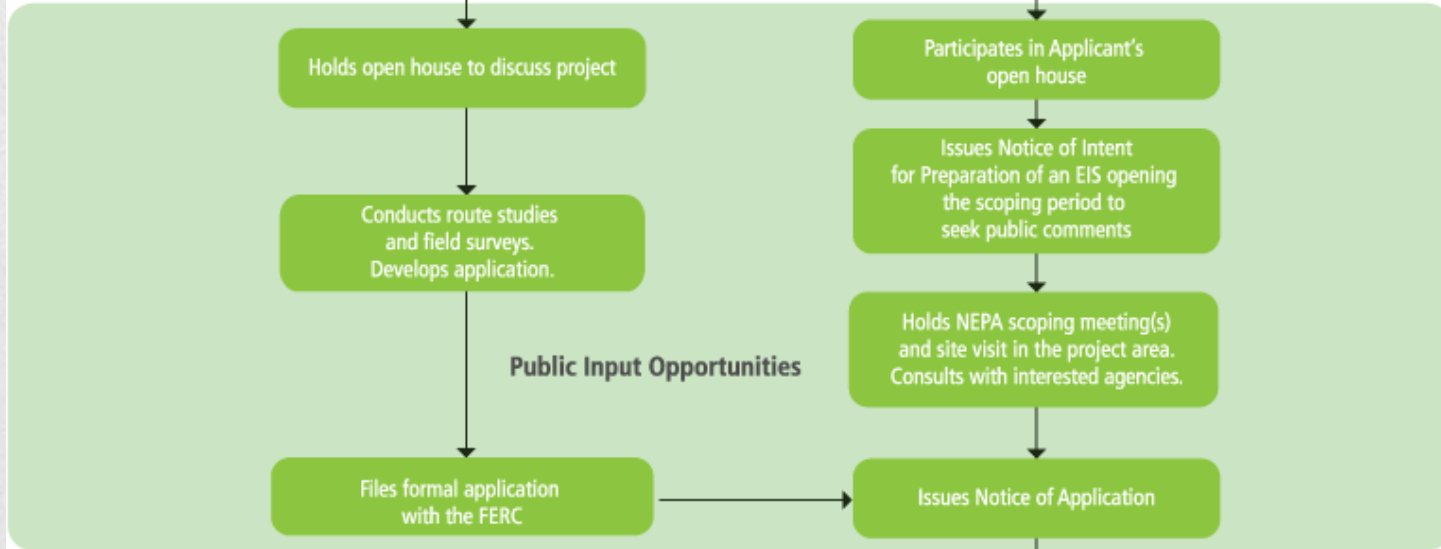 Holds open house to discuss project
Conducts route studies
and field surveys.
Develops application.
Files formal application
with the FERC
Public Input Opportunities
Participates in Applicant's
open house
Issues Notice of Intent
for Preparation of an EIS opening
the scoping period to
seek public comments
Holds NEPA scoping meeting(s)
and site visit in the project area.
Consults with interested agencies.
Issues Notice of Application